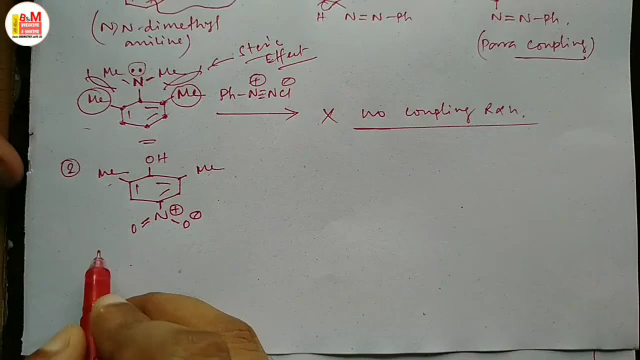 B&M
(N,N-dimethyl
aniline)
H N=N-Ph
N=N-Ph.
(Para coupling)
Steric
Effect
Me N Me
Me Me
Ph-N≡NCl
⊕ ⊖
X no coupling Rxn.
②
OH
Me Me
N ⊕
O O ⊖